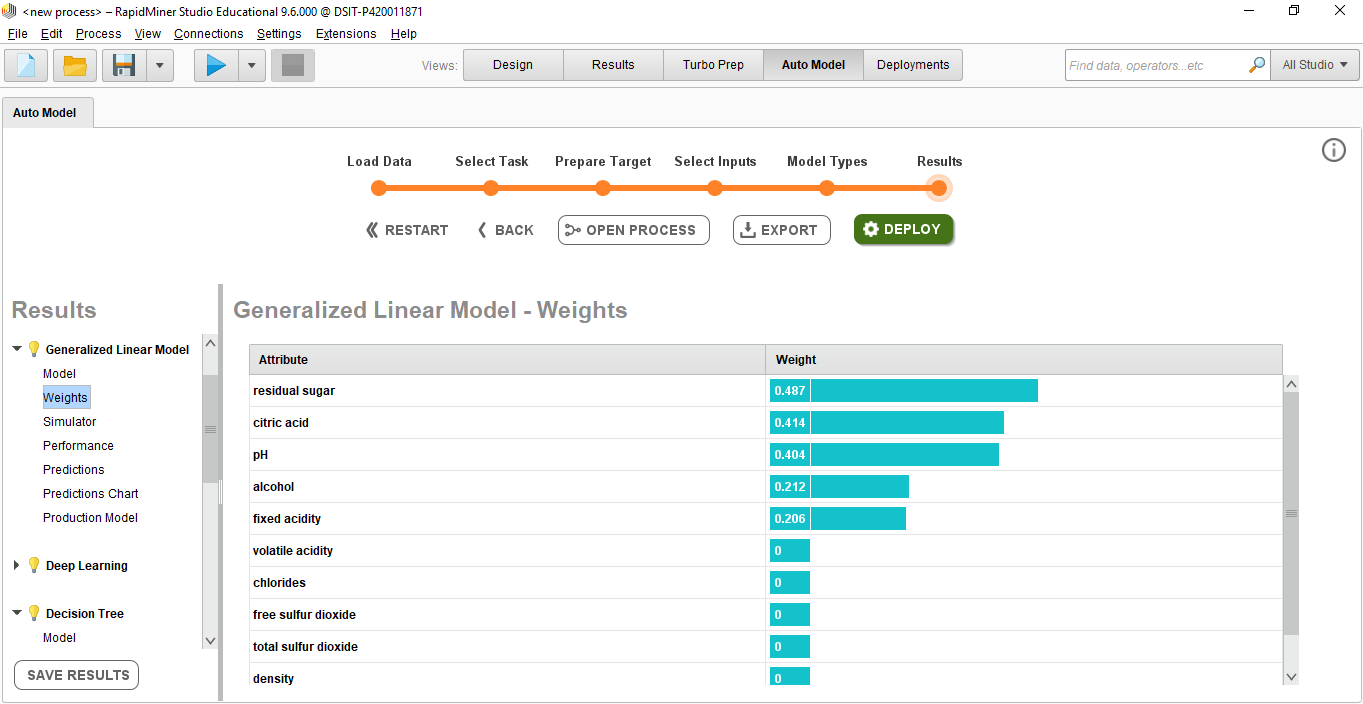 <new process> – RapidMiner Studio Educational 9.6.000 @ DSIT-P420011871
File Edit Process View Connections Settings Extensions Help
Views: Design Results Turbo Prep Auto Model Deployments Find data, operators...etc All Studio
Auto Model
Load Data Select Task Prepare Target Select Inputs Model Types Results
RESTART BACK OPEN PROCESS EXPORT DEPLOY
Results
Generalized Linear Model
Model
Weights
Simulator
Performance
Predictions
Predictions Chart
Production Model
Deep Learning
Decision Tree
Model
SAVE RESULTS
Generalized Linear Model - Weights
Attribute Weight
residual sugar 0.487
citric acid 0.414
pH 0.404
alcohol 0.212
fixed acidity 0.206
volatile acidity 0
chlorides 0
free sulfur dioxide 0
total sulfur dioxide 0
density 0